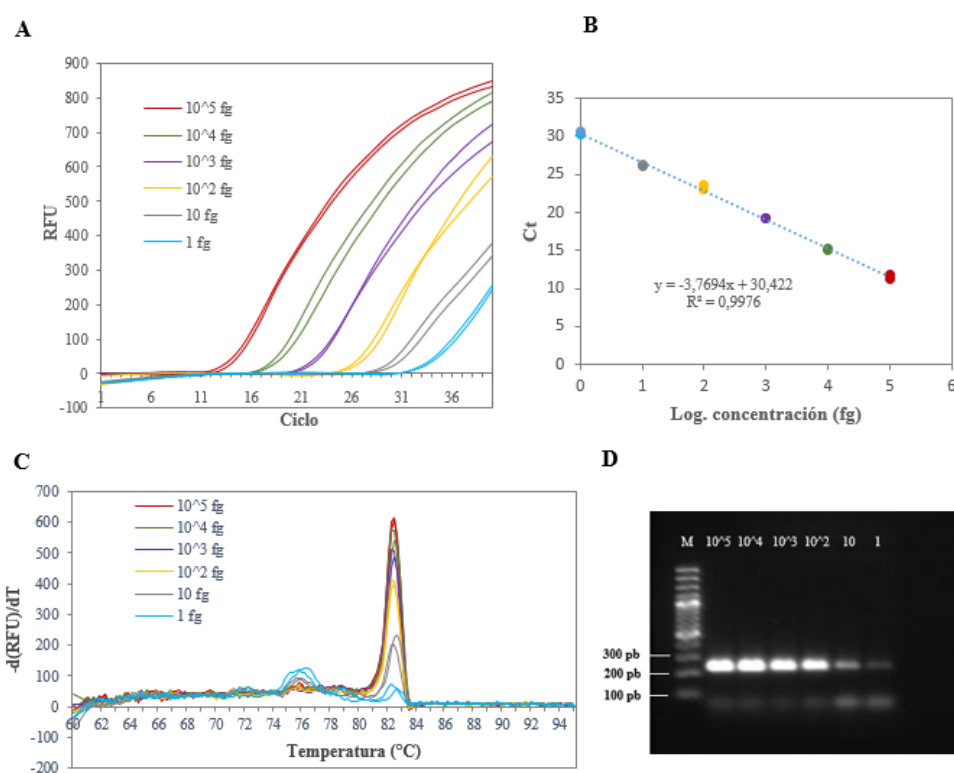 A
900
800
700
600
500
400
300
200
100
0
-100
RFU
10^5 fg
10^4 fg
10^3 fg
10^2 fg
10 fg
1 fg
1 6 11 16 21 26 31 36
Ciclo
B
35
30
25
20
15
10
5
0
Ct
y = -3,7694x + 30,422
R² = 0,9976
0 1 2 3 4 5 6
Log. concentración (fg)
C
700
600
500
400
300
200
100
0
-100
-200
-d(RFU)/dT
10^5 fg
10^4 fg
10^3 fg
10^2 fg
10 fg
1 fg
60 62 64 66 68 70 72 74 76 78 80 82 84 86 88 90 92 94
Temperatura (°C)
D
M 10^5 10^4 10^3 10^2 10 1
300 pb
200 pb
100 pb